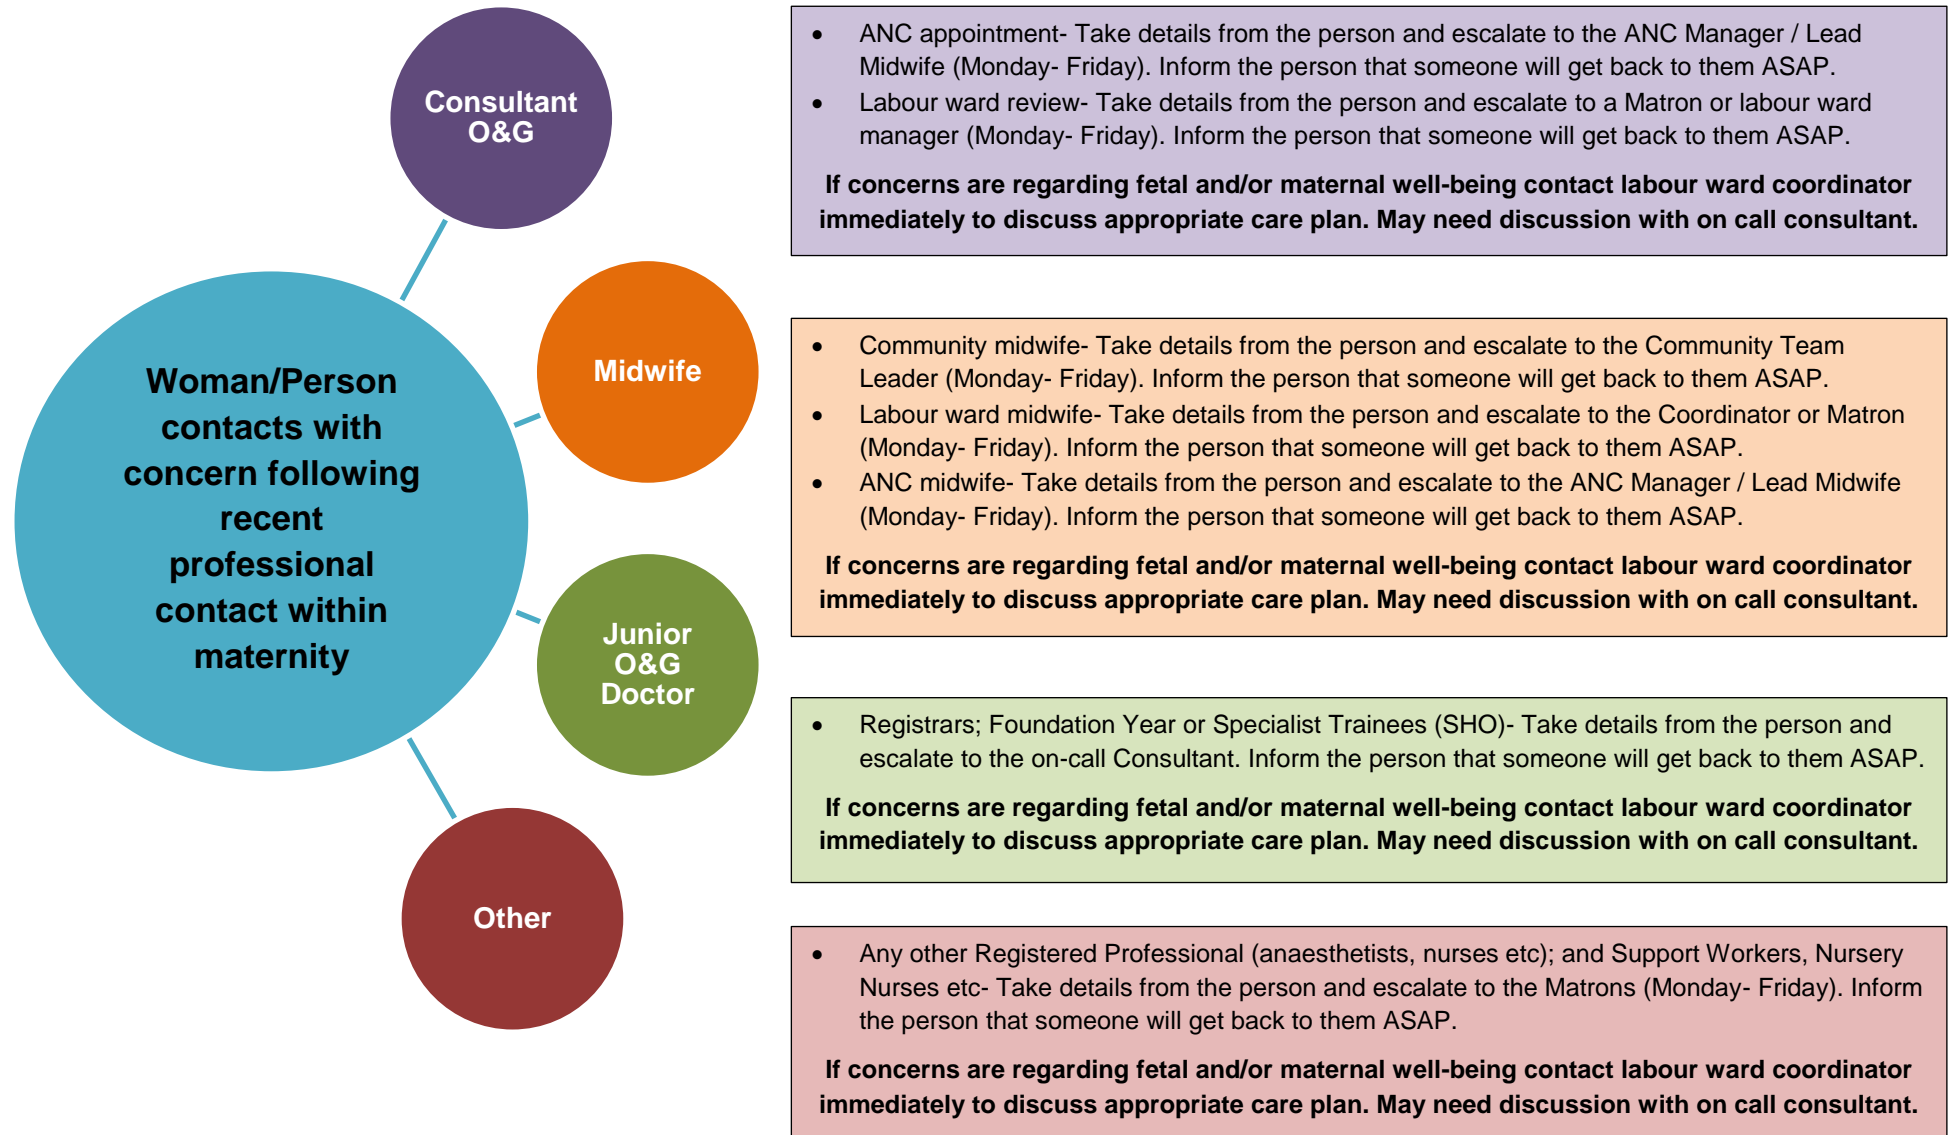 Consultant
O&G
• ANC appointment- Take details from the person and escalate to the ANC Manager / Lead
Midwife (Monday- Friday). Inform the person that someone will get back to them ASAP.
• Labour ward review- Take details from the person and escalate to a Matron or labour ward
manager (Monday- Friday). Inform the person that someone will get back to them ASAP.
If concerns are regarding fetal and/or maternal well-being contact labour ward coordinator
immediately to discuss appropriate care plan. May need discussion with on call consultant.
Woman/Person
contacts with
concern following
recent
professional
contact within
maternity
Midwife
• Community midwife- Take details from the person and escalate to the Community Team
Leader (Monday- Friday). Inform the person that someone will get back to them ASAP.
• Labour ward midwife- Take details from the person and escalate to the Coordinator or Matron
(Monday- Friday). Inform the person that someone will get back to them ASAP.
• ANC midwife- Take details from the person and escalate to the ANC Manager / Lead Midwife
(Monday- Friday). Inform the person that someone will get back to them ASAP.
If concerns are regarding fetal and/or maternal well-being contact labour ward coordinator
immediately to discuss appropriate care plan. May need discussion with on call consultant.
Junior
O&G
Doctor
• Registrars; Foundation Year or Specialist Trainees (SHO)- Take details from the person and
escalate to the on-call Consultant. Inform the person that someone will get back to them ASAP.
If concerns are regarding fetal and/or maternal well-being contact labour ward coordinator
immediately to discuss appropriate care plan. May need discussion with on call consultant.
Other
• Any other Registered Professional (anaesthetists, nurses etc); and Support Workers, Nursery
Nurses etc- Take details from the person and escalate to the Matrons (Monday- Friday). Inform
the person that someone will get back to them ASAP.
If concerns are regarding fetal and/or maternal well-being contact labour ward coordinator
immediately to discuss appropriate care plan. May need discussion with on call consultant.